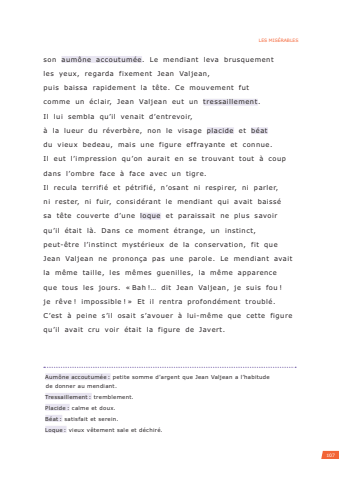 LES MISÉRABLES
son aumône accoutumée. Le mendiant leva brusquement
les yeux, regarda fixement Jean Valjean,
puis baissa rapidement la tête. Ce mouvement fut
comme un éclair, Jean Valjean eut un tressaillement.
Il lui sembla qu'il venait d'entrevoir,
à la lueur du réverbère, non le visage placide et béat
du vieux bedeau, mais une figure effrayante et connue.
Il eut l'impression qu'on aurait en se trouvant tout à coup
dans l'ombre face à face avec un tigre.
Il recula terrifié et pétrifié, n'osant ni respirer, ni parler,
ni rester, ni fuir, considérant le mendiant qui avait baissé
sa tête couverte d'une loque et paraissait ne plus savoir
qu'il était là. Dans ce moment étrange, un instinct,
peut-être l'instinct mystérieux de la conservation, fit que
Jean Valjean ne prononça pas une parole. Le mendiant avait
la même taille, les mêmes guenilles, la même apparence
que tous les jours. « Bah !… dit Jean Valjean, je suis fou !
je rêve ! impossible ! » Et il rentra profondément troublé.
C'est à peine s'il osait s'avouer à lui-même que cette figure
qu'il avait cru voir était la figure de Javert.
Aumône accoutumée : petite somme d'argent que Jean Valjean a l'habitude
de donner au mendiant.
Tressaillement : tremblement.
Placide : calme et doux.
Béat : satisfait et serein.
Loque : vieux vêtement sale et déchiré.
107